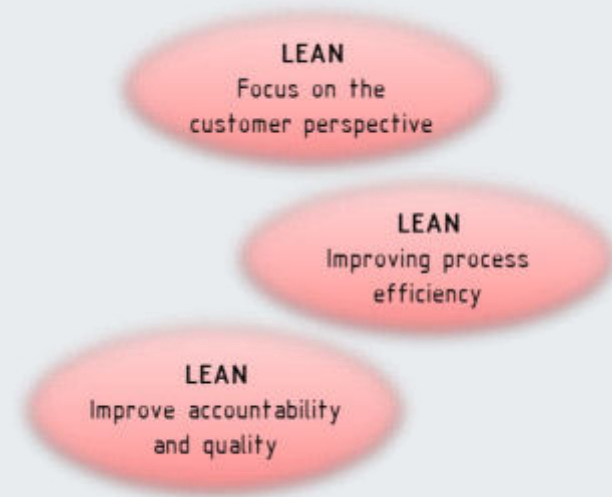 LEAN
Focus on the
customer perspective
LEAN
Improving process
efficiency
LEAN
Improve accountability
and quality